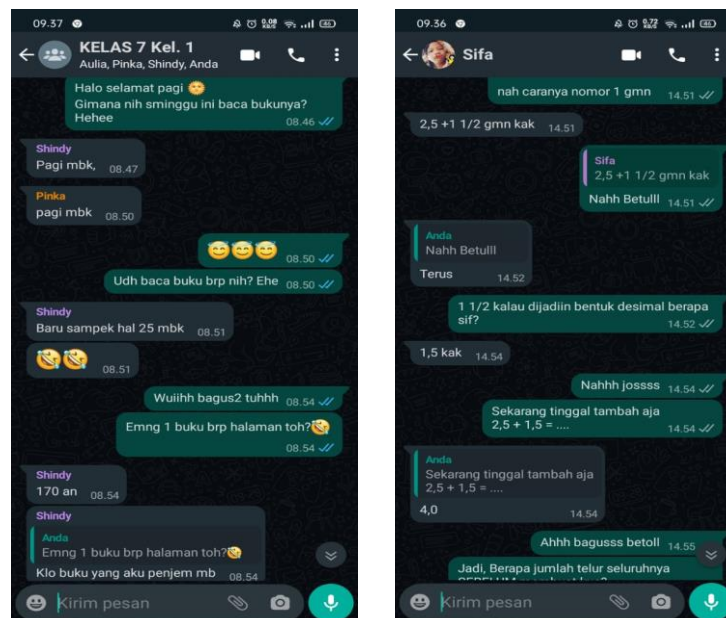 09.37
0.08 KB/S
KELAS 7 Kel. 1
Aulia, Pinka, Shindy, Anda
Halo selamat pagi
Gimana nih sminggu ini baca bukunya?
Hehee
08.46
Shindy
Pagi mbk,
08.47
Pinka
pagi mbk
08.50
08.50
Udh baca buku brp nih? Ehe
08.50
Shindy
Baru sampek hal 25 mbk
08.51
08.51
Wuiihh bagus2 tuhhh
08.54
Emng 1 buku brp halaman toh?
08.54
Shindy
170 an
08.54
Shindy
Anda
Emng 1 buku brp halaman toh?
Klo buku yang aku penjem mb
08.54
Kirim pesan
09.36
0.72 KB/S
Sifa
nah caranya nomor 1 gmn
14.51
2,5 +1 1/2 gmn kak
14.51
Sifa
2,5 +1 1/2 gmn kak
Nahh Betulll
14.51
Anda
Nahh Betulll
Terus
14.52
1 1/2 kalau dijadiin bentuk desimal berapa
sif?
14.52
1,5 kak
14.54
Nahhh jossss
14.54
Sekarang tinggal tambah aja
2,5 + 1,5 = ....
14.54
Anda
Sekarang tinggal tambah aja
2,5 + 1,5 = ....
4,0
14.54
Ahhh bagusss betoll
14.55
Jadi, Berapa jumlah telur seluruhnya
Kirim pesan